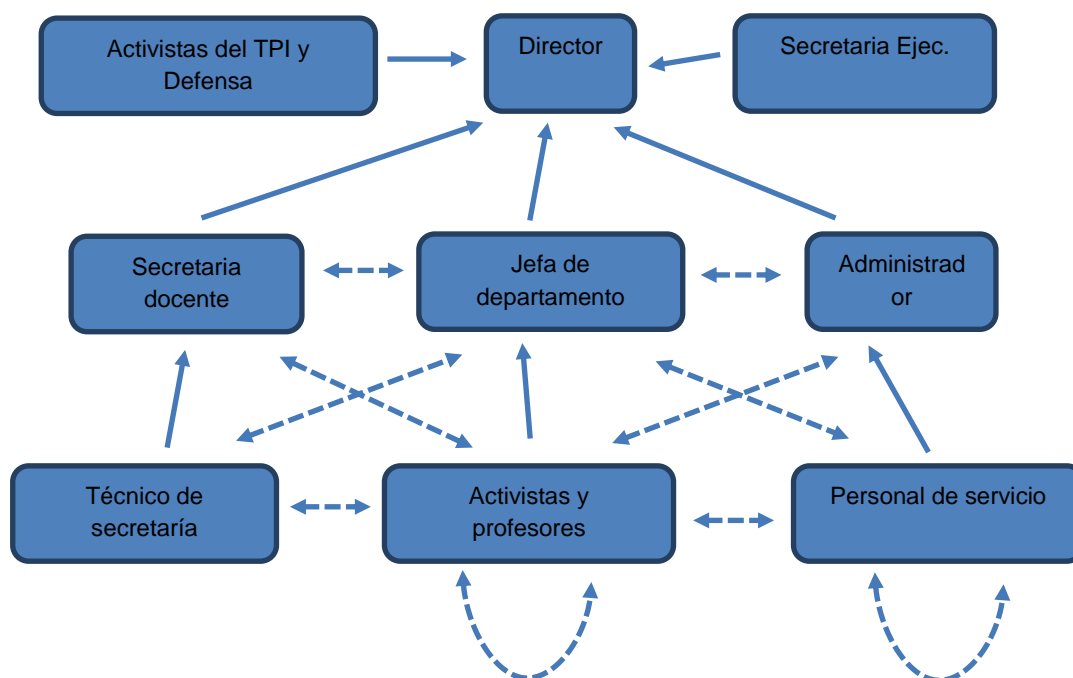 Activistas del TPI y
Defensa
Director
Secretaria Ejec.
Secretaria
docente
Jefa de
departamento
Administrad
or
Técnico de
secretaría
Activistas y
profesores
Personal de servicio